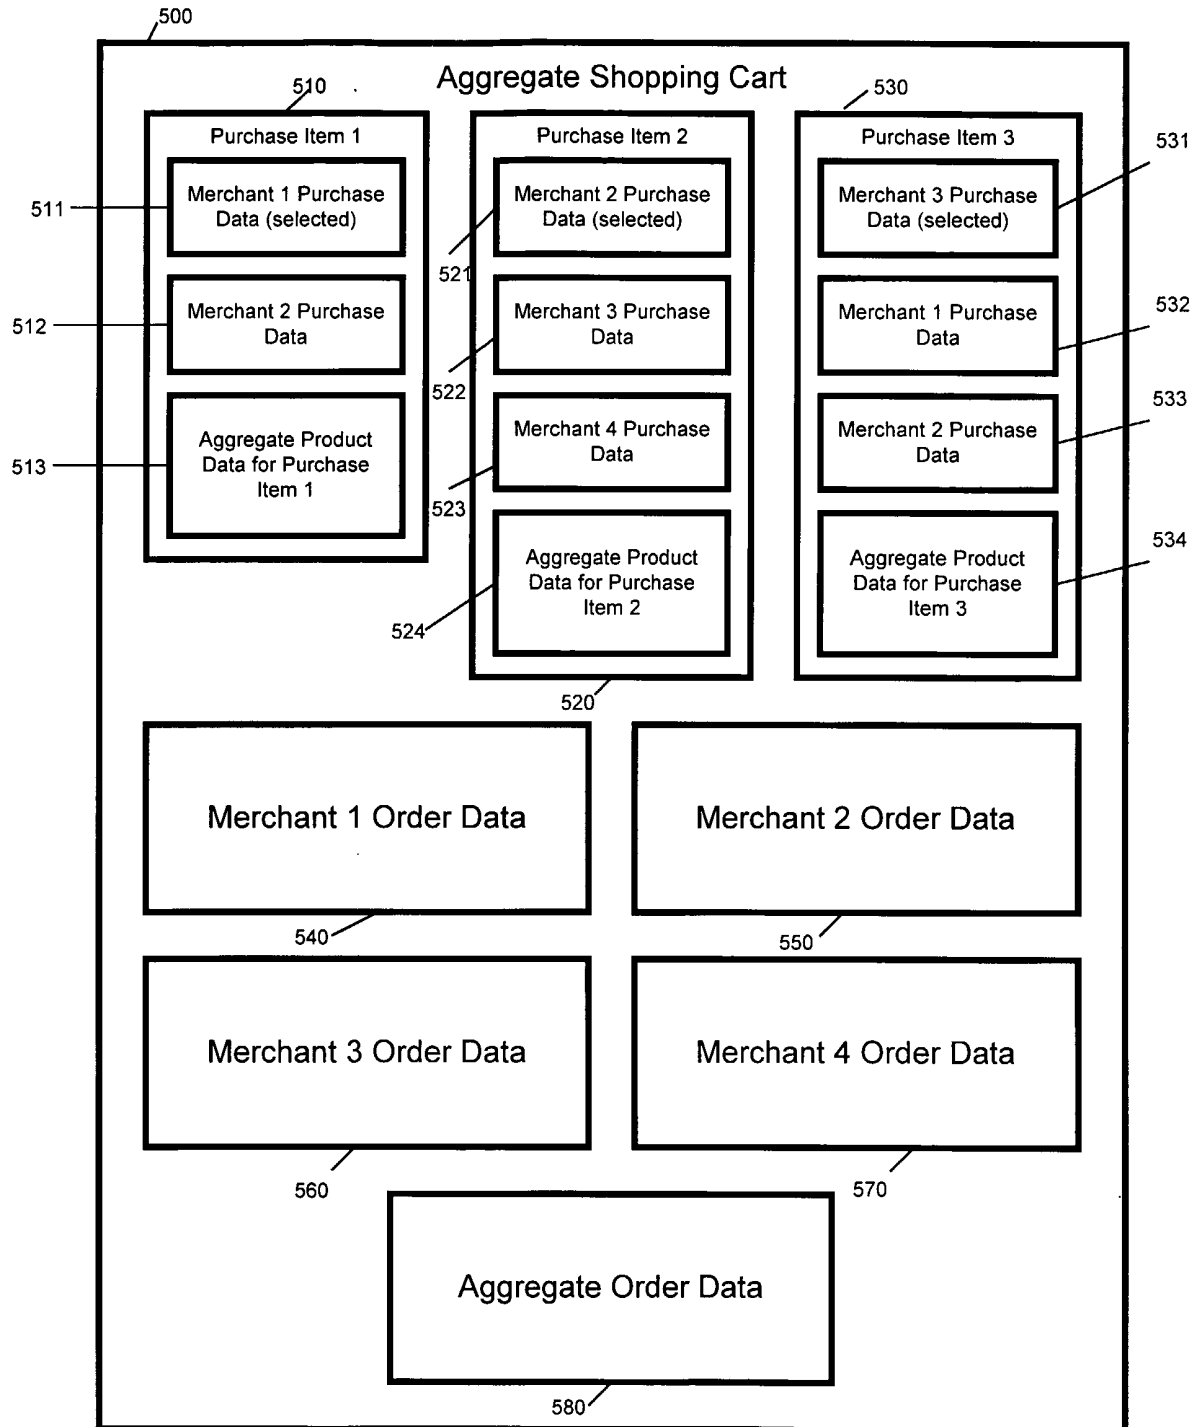 500
Aggregate Shopping Cart
510
530
Purchase Item 1
Purchase Item 2
Purchase Item 3
531
Merchant 1 Purchase
Data (selected)
Merchant 2 Purchase
Data (selected)
Merchant 3 Purchase
Data (selected)
511
521
Merchant 2 Purchase
Data
Merchant 3 Purchase
Data
Merchant 1 Purchase
Data
512
532
522
533
Aggregate Product
Data for Purchase
Item 1
Merchant 4 Purchase
Data
Merchant 2 Purchase
Data
513
523
Aggregate Product
Data for Purchase
Item 2
Aggregate Product
Data for Purchase
Item 3
534
524
520
Merchant 1 Order Data
Merchant 2 Order Data
540
550
Merchant 3 Order Data
Merchant 4 Order Data
560
570
Aggregate Order Data
580